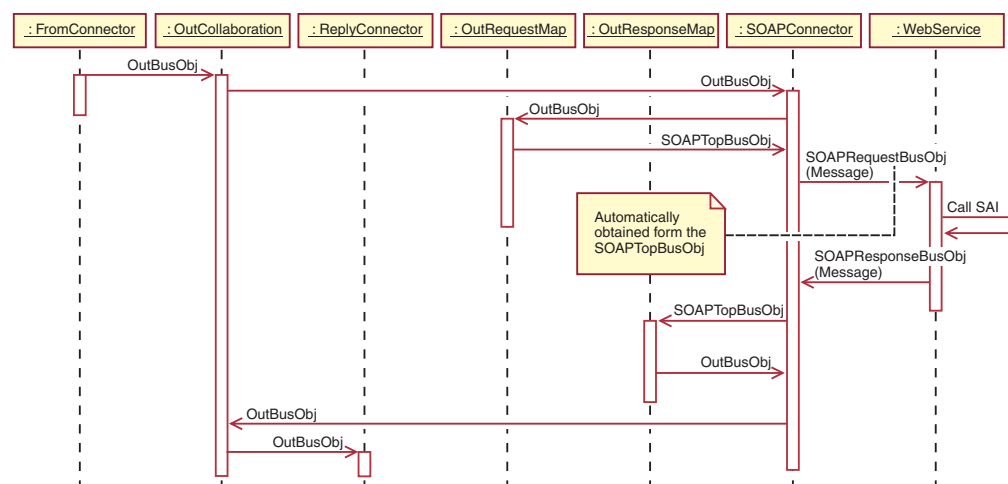 : FromConnector
: OutCollaboration
: ReplyConnector
: OutRequestMap
: OutResponseMap
: SOAPConnector
: WebService
OutBusObj
OutBusObj
OutBusObj
SOAPTopBusObj
SOAPRequestBusObj
(Message)
Automatically
obtained form the
SOAPTopBusObj
Call SAI
SOAPResponseBusObj
(Message)
SOAPTopBusObj
OutBusObj
OutBusObj
OutBusObj